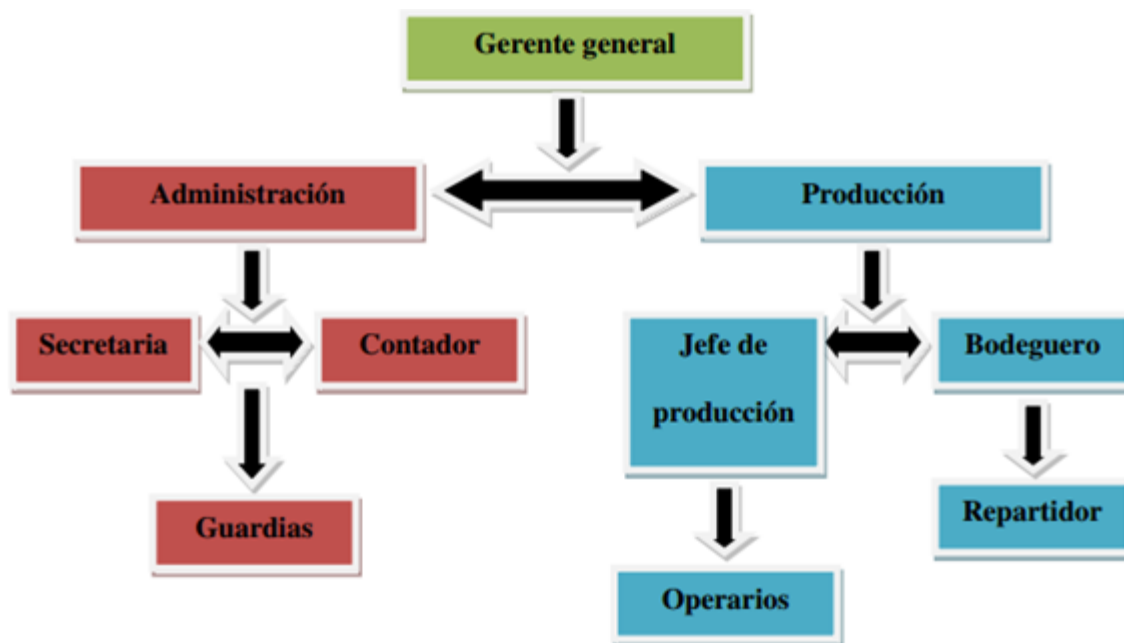 Gerente general
Administración
Producción
Secretaria
Contador
Jefe de
producción
Bodeguero
Guardias
Repartidor
Operarios